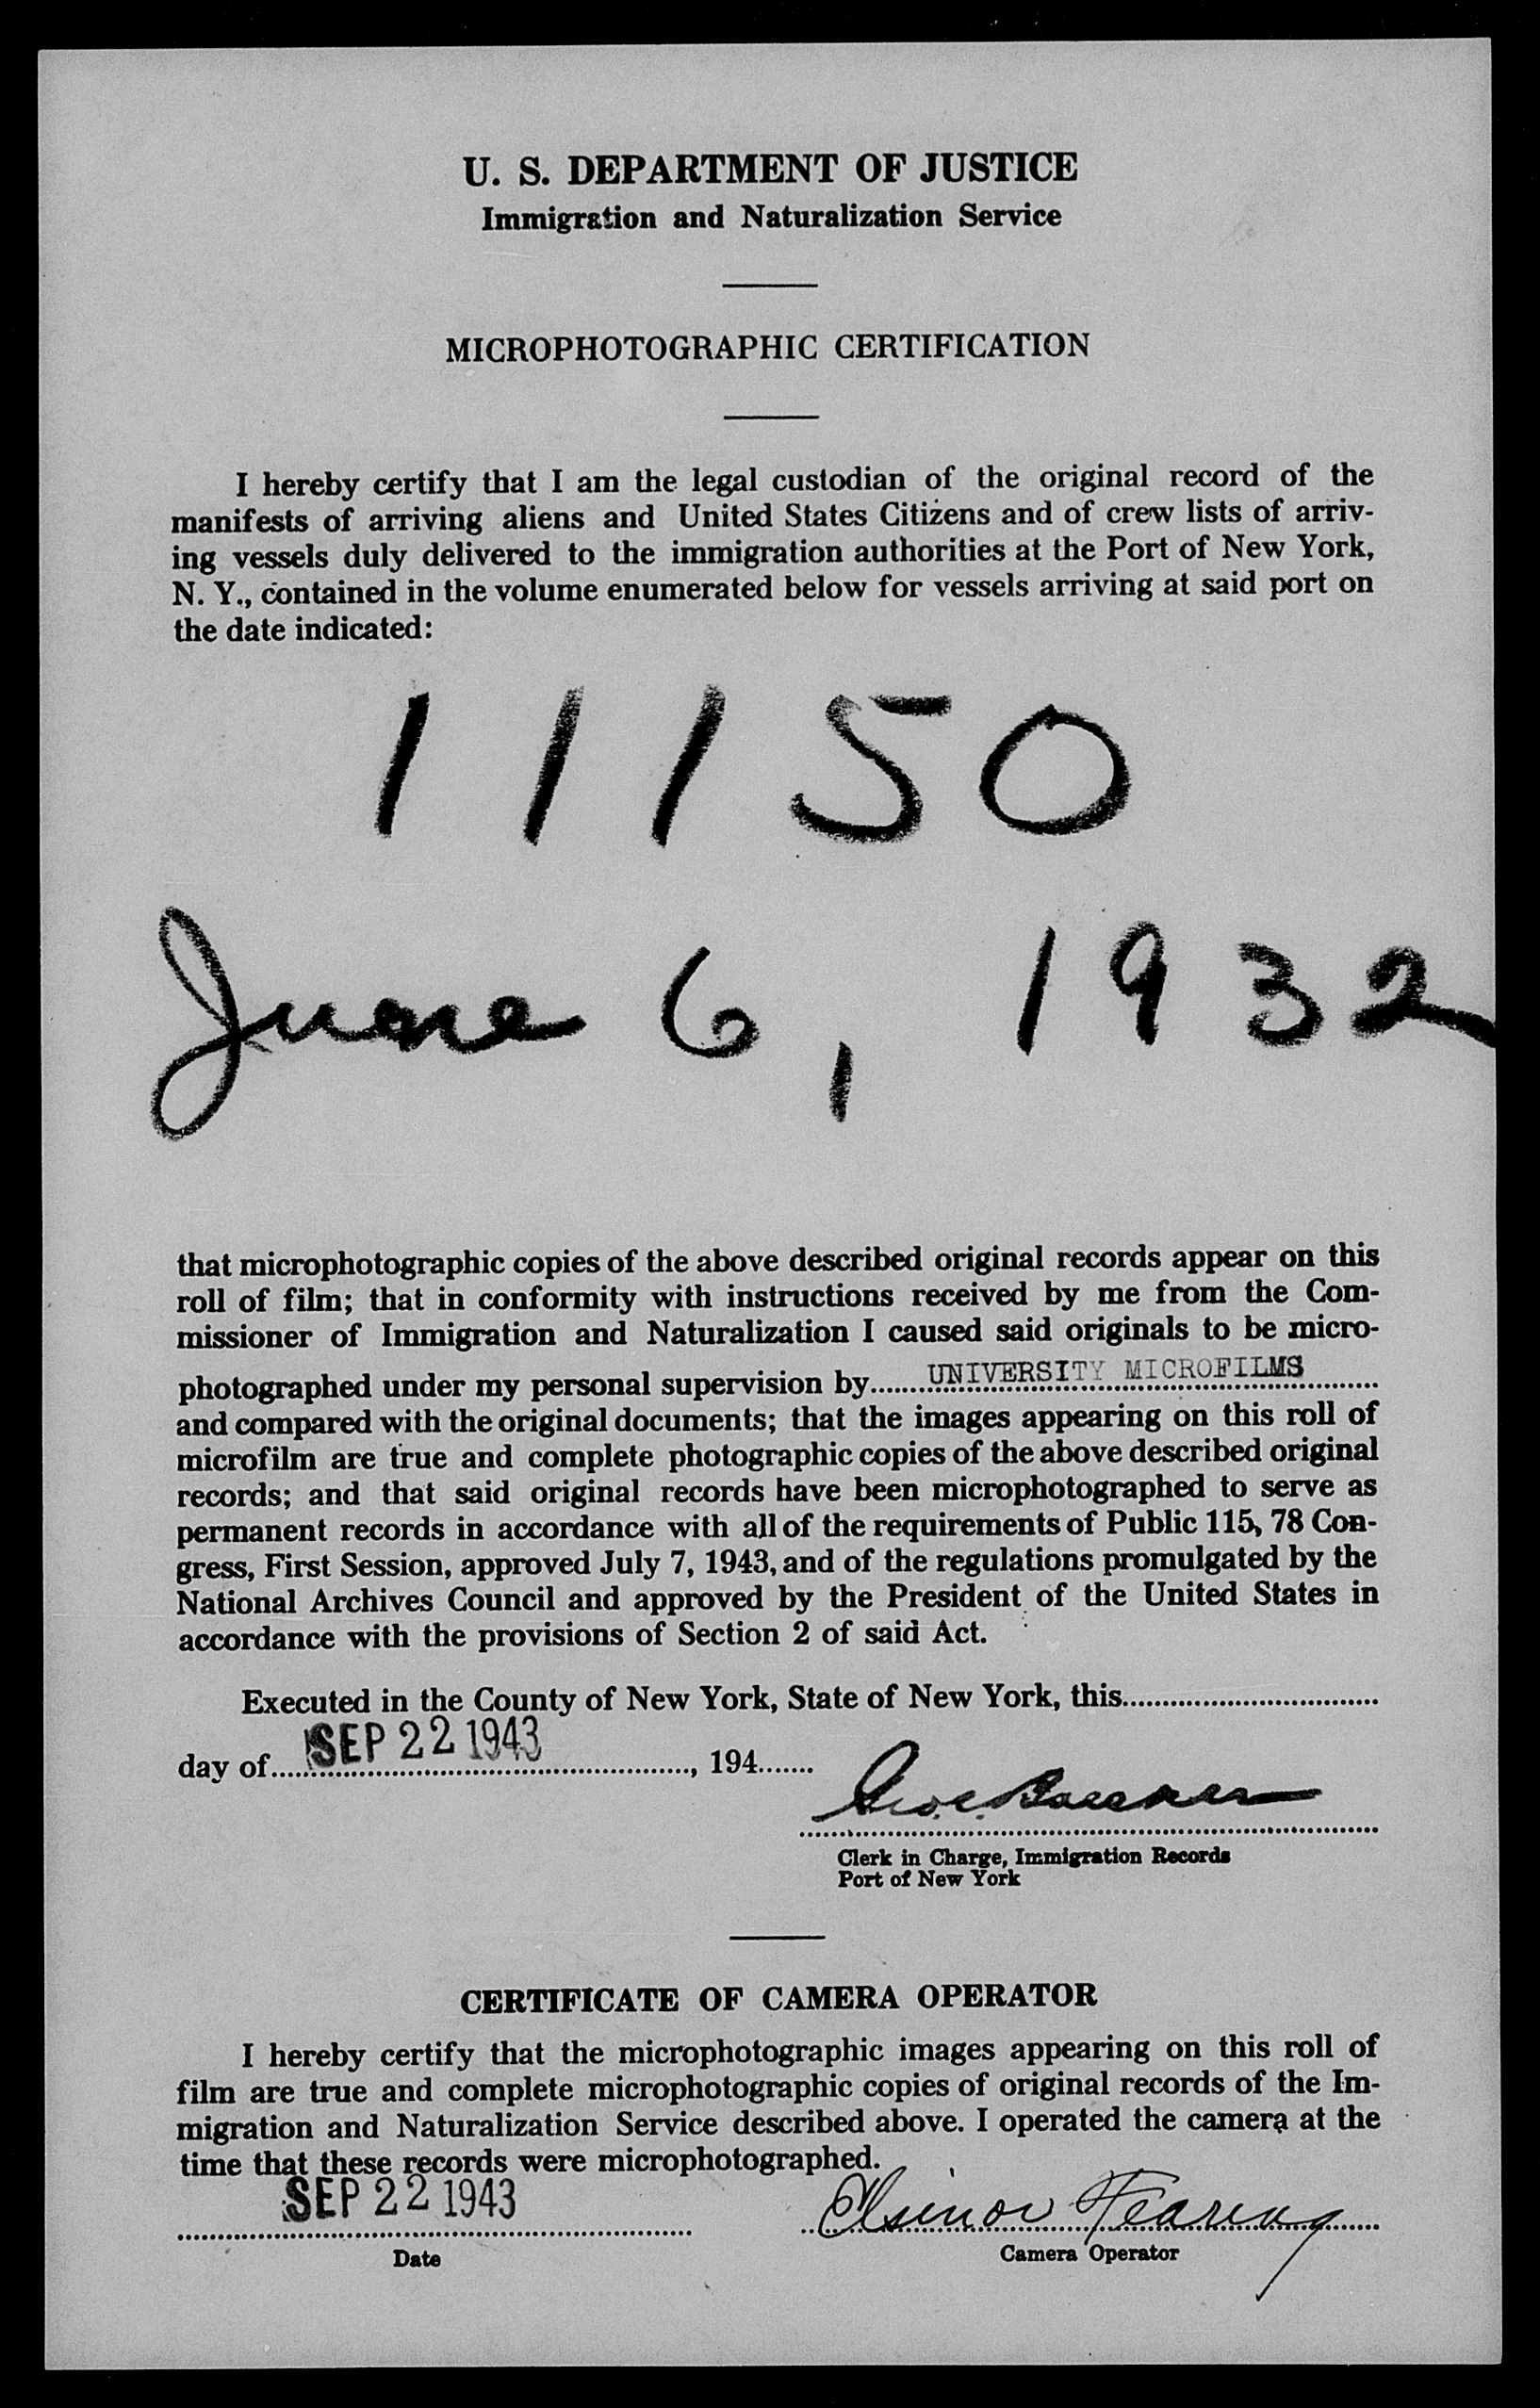 U. S. DEPARTMENT OF JUSTICE
Immigration and Naturalization Service
MICROPHOTOGRAPHIC CERTIFICATION
I hereby certify that I am the legal custodian of the original record of the
manifests of arriving aliens and United States Citizens and of crew lists of arriv-
ing vessels duly delivered to the immigration authorities at the Port of New York,
N. Y., contained in the volume enumerated below for vessels arriving at said port on
the date indicated:
11150
June 6, 1932
that microphotographic copies of the above described original records appear on this
roll of film; that in conformity with instructions received by me from the Com-
missioner of Immigration and Naturalization I caused said originals to be micro-
photographed under my personal supervision by UNIVERSITY MICROFILMS
and compared with the original documents; that the images appearing on this roll of
microfilm are true and complete photographic copies of the above described original
records; and that said original records have been microphotographed to serve as
permanent records in accordance with all of the requirements of Public 115, 78 Con-
gress, First Session, approved July 7, 1943, and of the regulations promulgated by the
National Archives Council and approved by the President of the United States in
accordance with the provisions of Section 2 of said Act.
Executed in the County of New York, State of New York, this
day of SEP 22 1943, 194
Clerk in Charge, Immigration Records
Port of New York
CERTIFICATE OF CAMERA OPERATOR
I hereby certify that the microphotographic images appearing on this roll of
film are true and complete microphotographic copies of original records of the Im-
migration and Naturalization Service described above. I operated the camera at the
time that these records were microphotographed.
SEP 22 1943 Elsinor Fearing
Date Camera Operator